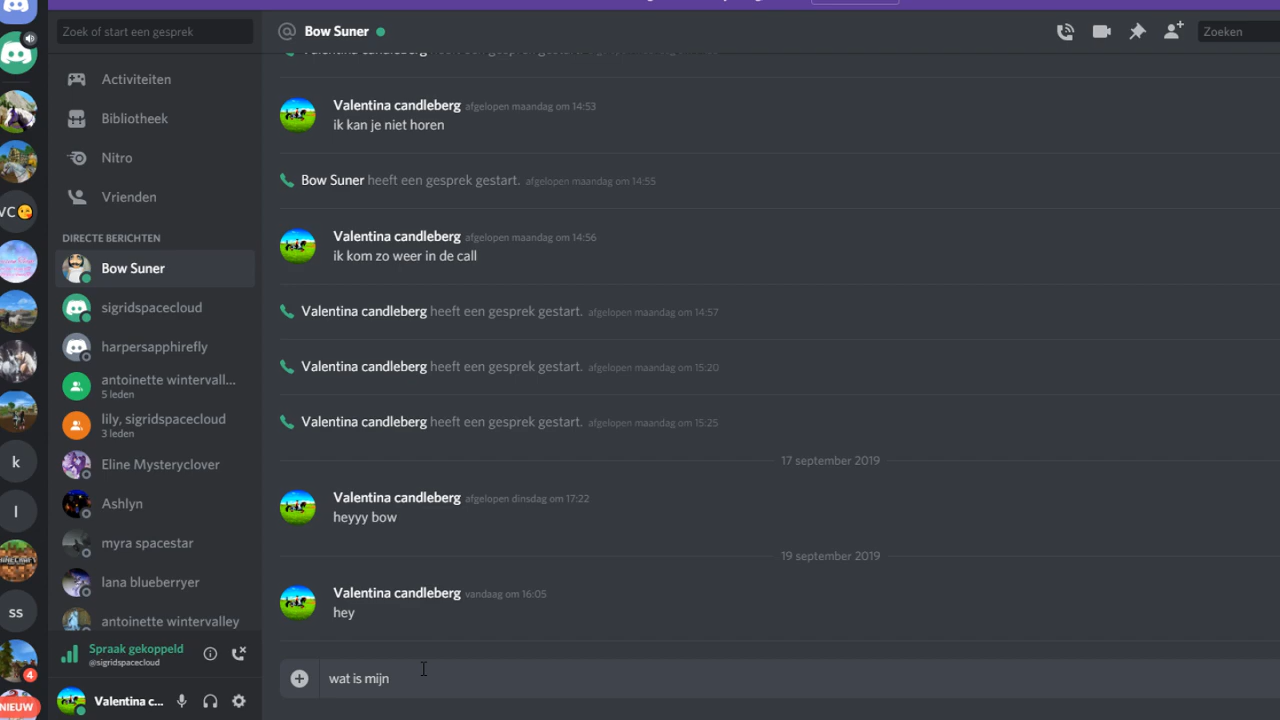 Zoek of start een gesprek
Activiteiten
Bibliotheek
Nitro
Vrienden
DIRECTE BERICHTEN
Bow Suner
sigridspacecloud
harpersapphirefly
antoinette wintervall...
5 leden
lily, sigridspacecloud
3 leden
Eline Mysteryclover
Ashlyn
myra spacestar
lana blueberryer
antoinette wintervalley
Spraak gekoppeld
@sigridspacecloud
Valentina c...
VC
k
l
ss
4
NIEUW
@ Bow Suner
Zoeken
Valentina candleberg afgelopen maandag om 14:53
ik kan je niet horen
Bow Suner heeft een gesprek gestart. afgelopen maandag om 14:55
Valentina candleberg afgelopen maandag om 14:56
ik kom zo weer in de call
Valentina candleberg heeft een gesprek gestart. afgelopen maandag om 14:57
Valentina candleberg heeft een gesprek gestart. afgelopen maandag om 15:20
Valentina candleberg heeft een gesprek gestart. afgelopen maandag om 15:25
17 september 2019
Valentina candleberg afgelopen dinsdag om 17:22
heyyy bow
19 september 2019
Valentina candleberg vandaag om 16:05
hey
wat is mijn